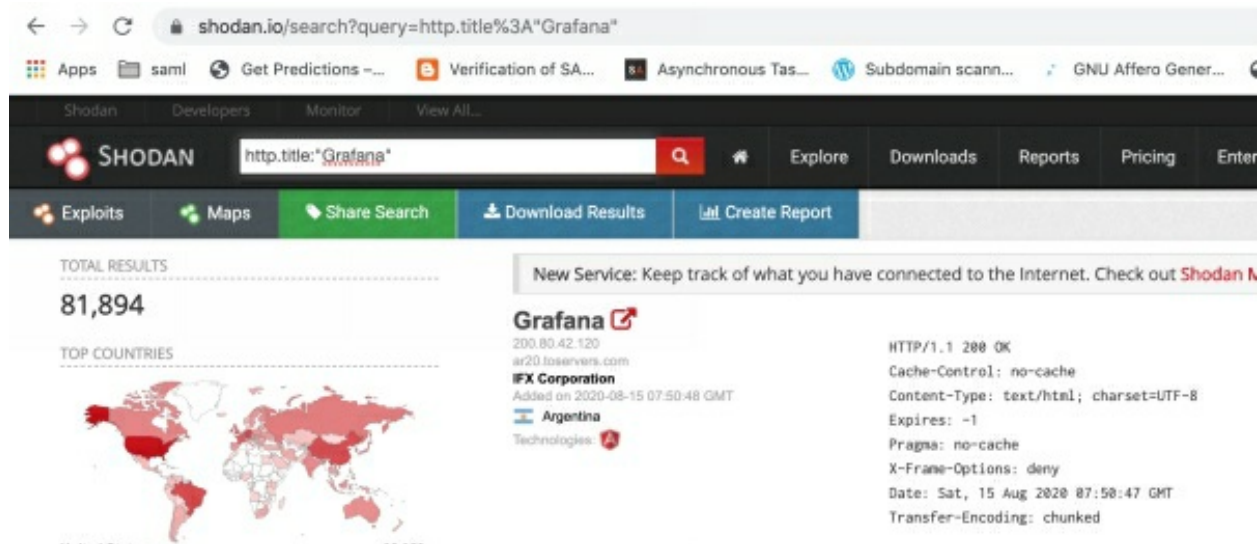 shodan.io/search?query=http.title%3A"Grafana"
Apps saml Get Predictions –... Verification of SA... Asynchronous Tas... Subdomain scann... GNU Affero Gener...
Shodan Developers Monitor View All...
SHODAN http.title:"Grafana" Explore Downloads Reports Pricing Enter
Exploits Maps Share Search Download Results Create Report
TOTAL RESULTS
81,894
TOP COUNTRIES
New Service: Keep track of what you have connected to the Internet. Check out Shodan M
Grafana
200.80.42.120
ar20.toservers.com
IFX Corporation
Added on 2020-08-15 07:50:48 GMT
Argentina
Technologies:
HTTP/1.1 200 OK
Cache-Control: no-cache
Content-Type: text/html; charset=UTF-8
Expires: -1
Pragma: no-cache
X-Frame-Options: deny
Date: Sat, 15 Aug 2020 07:50:47 GMT
Transfer-Encoding: chunked